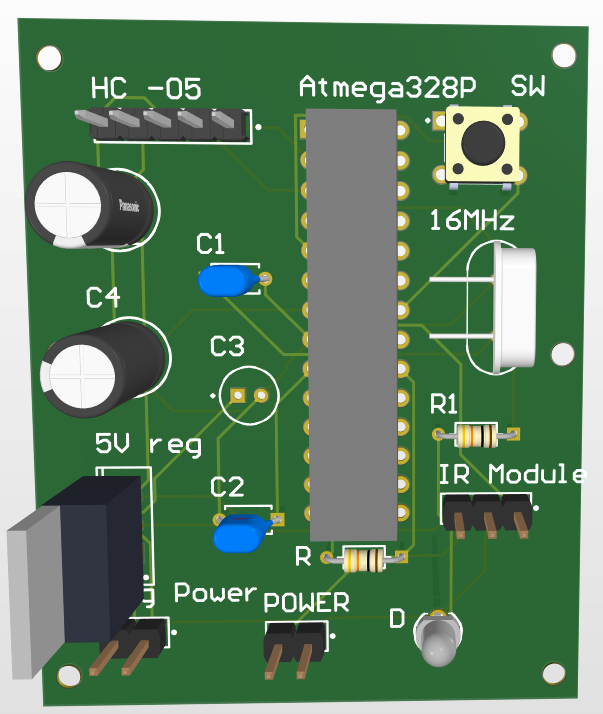 HC -05
Atmega328P
SW
Panasonic
16MHz
C1
C4
C3
R1
5V reg
IR Module
C2
R
Power
POWER
D